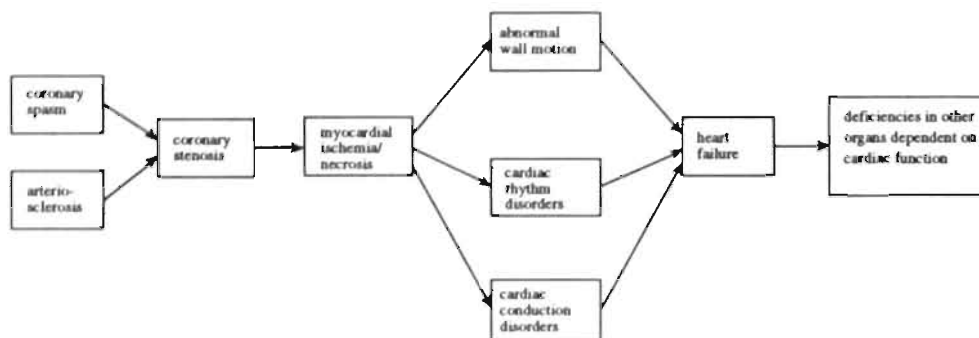 coronary
spasm
arterio-
sclerosis
coronary
stenosis
myocardial
ischemia/
necrosis
abnormal
wall motion
cardiac
rhythm
disorders
cardiac
conduction
disorders
heart
failure
deficiencies in other
organs dependent on
cardiac function